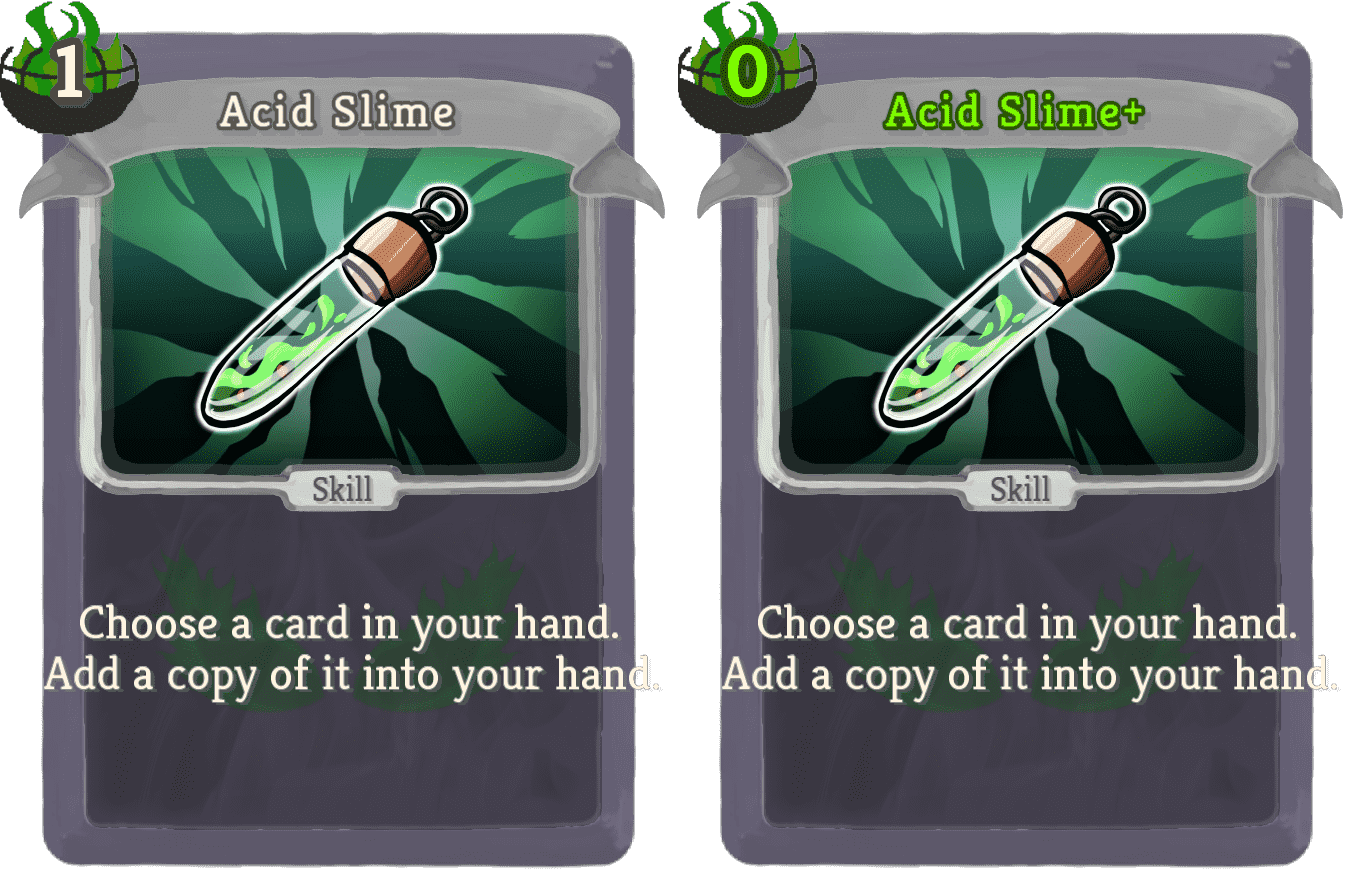 1
Acid Slime
Skill
Choose a card in your hand.
Add a copy of it into your hand.
0
Acid Slime+
Skill
Choose a card in your hand.
Add a copy of it into your hand.